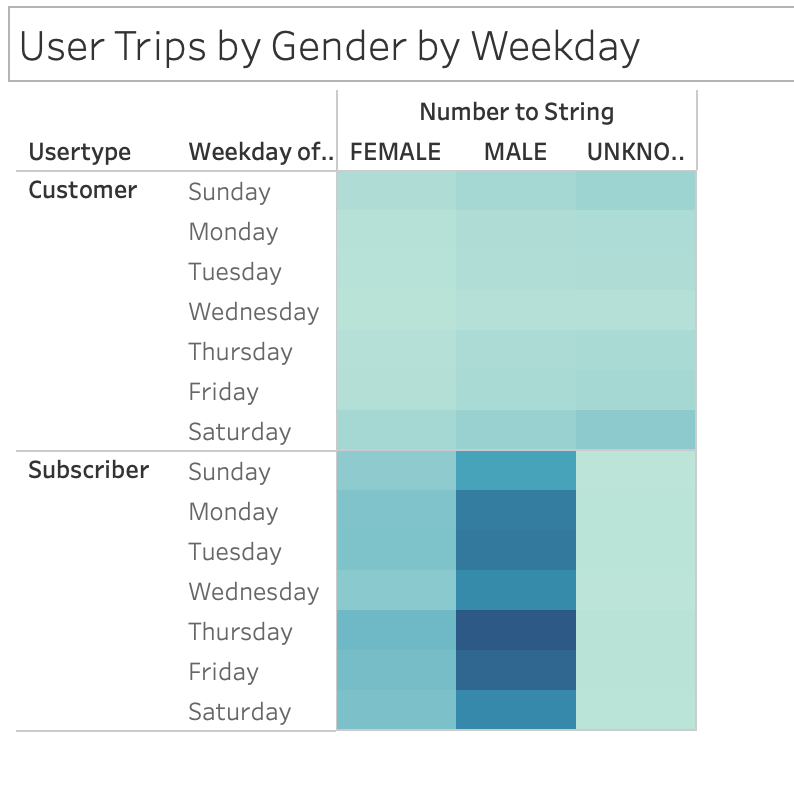 User Trips by Gender by Weekday
Number to String
Usertype Weekday of.. FEMALE MALE UNKNO..
Customer Sunday
Monday
Tuesday
Wednesday
Thursday
Friday
Saturday
Subscriber Sunday
Monday
Tuesday
Wednesday
Thursday
Friday
Saturday